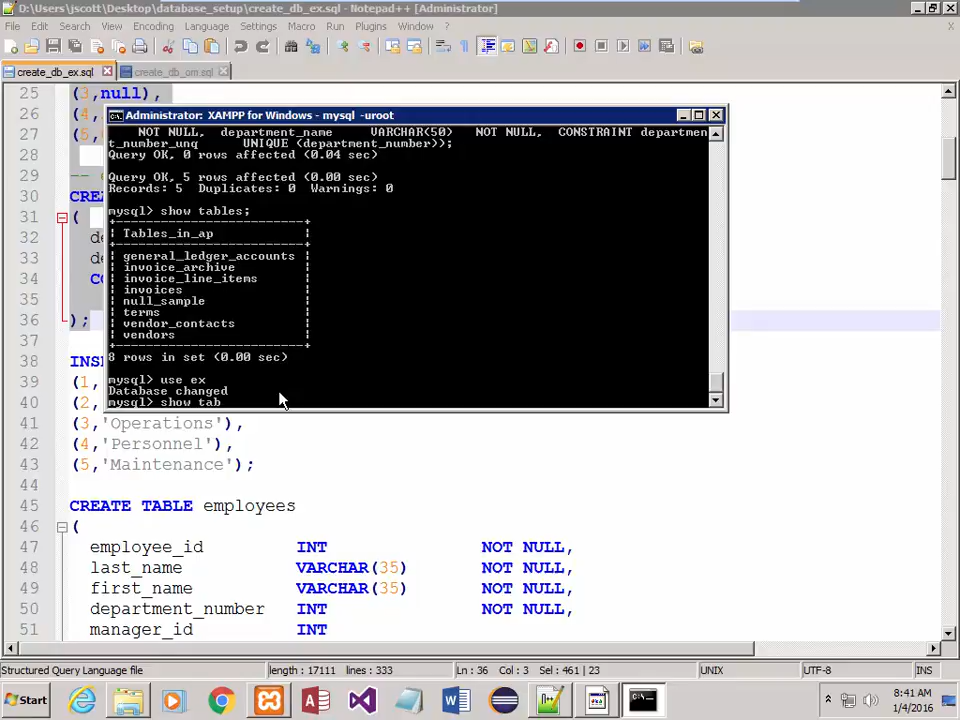 D:\Users\jscott\Desktop\database_setup\create_db_ex.sql - Notepad++ [Administrator]
File Edit Search View Encoding Language Settings Macro Run Plugins Window ?
create_db_ex.sql create_db_om.sql
25 (3,null),
26 (4,
27 (5,
28
29 --
30 CRE
31 (
32 de
33 de
34 CO
35
36 );
37
38 INS
39 (1,
40 (2,
41 (3,'Operations'),
42 (4,'Personnel'),
43 (5,'Maintenance');
44
45 CREATE TABLE employees
46 (
47 employee_id INT NOT NULL,
48 last_name VARCHAR(35) NOT NULL,
49 first_name VARCHAR(35) NOT NULL,
50 department_number INT NOT NULL,
51 manager_id INT
Administrator: XAMPP for Windows - mysql -uroot
NOT NULL, department_name VARCHAR(50) NOT NULL, CONSTRAINT departmen
t_number_unq UNIQUE (department_number));
Query OK, 0 rows affected (0.04 sec)
Query OK, 5 rows affected (0.00 sec)
Records: 5 Duplicates: 0 Warnings: 0
mysql> show tables;
+-------------------------+
| Tables_in_ap |
+-------------------------+
| general_ledger_accounts |
| invoice_archive |
| invoice_line_items |
| invoices |
| null_sample |
| terms |
| vendor_contacts |
| vendors |
+-------------------------+
8 rows in set (0.00 sec)
mysql> use ex
Database changed
mysql> show tab
Structured Query Language file length : 17111 lines : 333 Ln : 36 Col : 3 Sel : 461 | 23 UNIX UTF-8 INS
Start
8:41 AM
1/4/2016